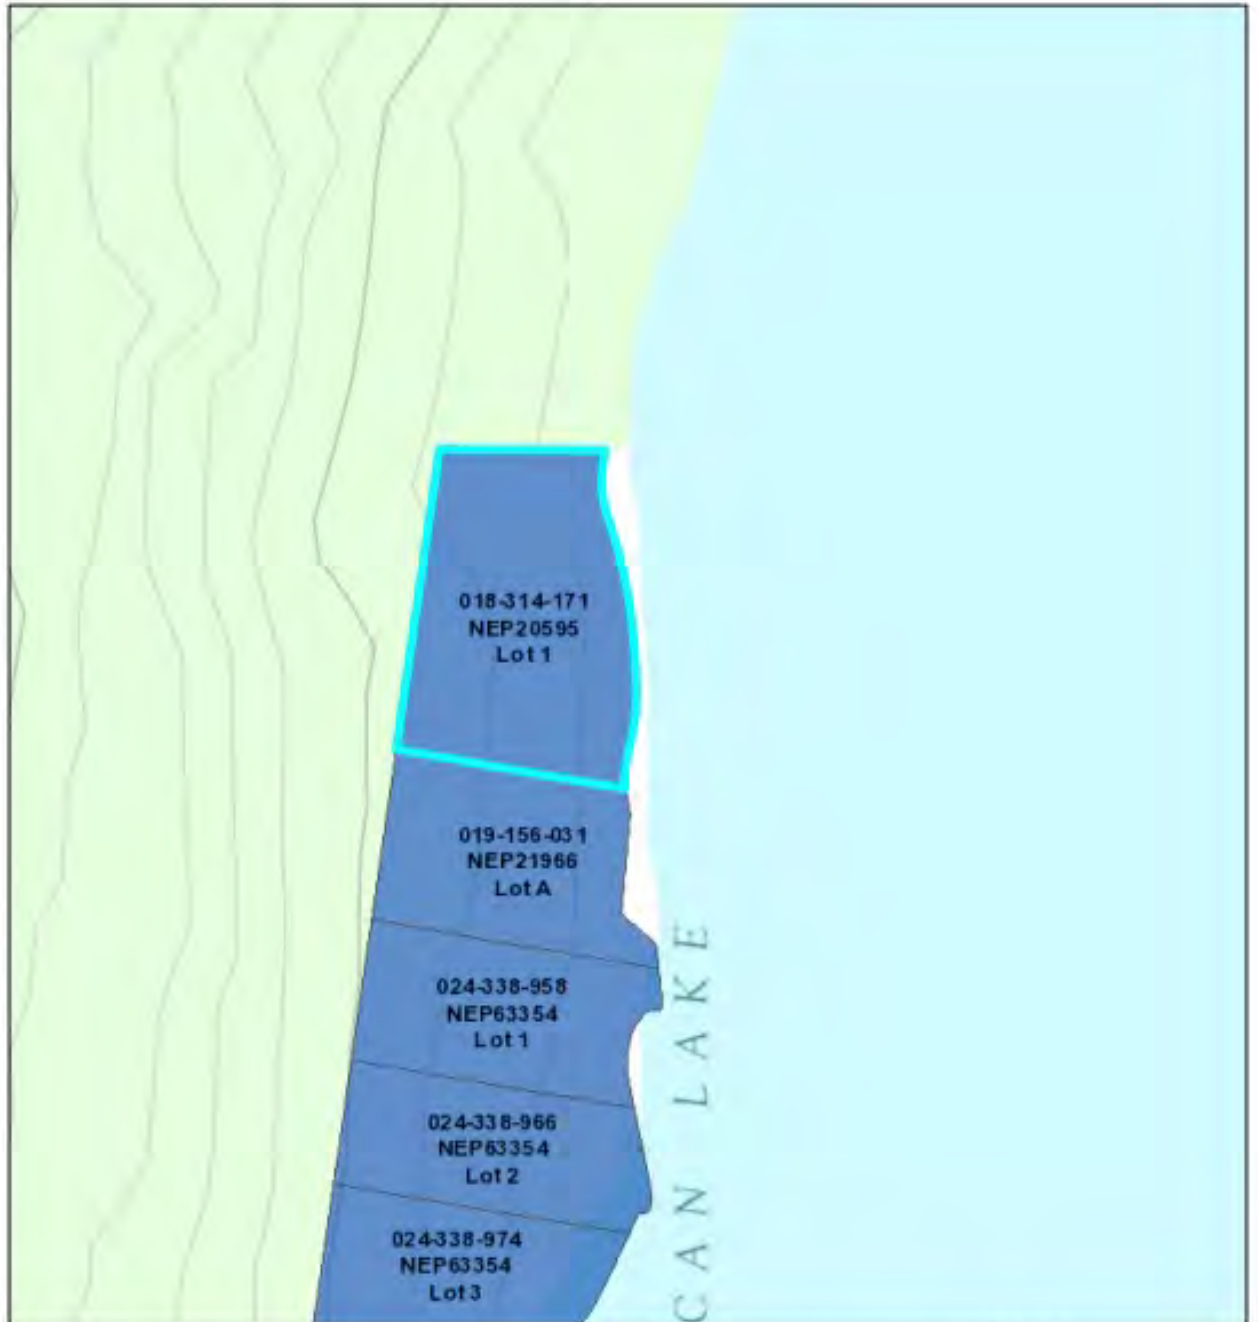 018-314-171
NEP20595
Lot 1
019-156-031
NEP21966
Lot A
024-338-958
NEP63354
Lot 1
024-338-966
NEP63354
Lot 2
024-338-974
NEP63354
Lot 3
CAN LAKE